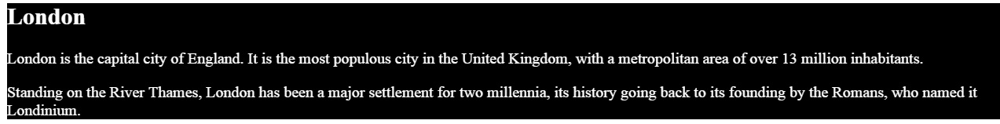 London
London is the capital city of England. It is the most populous city in the United Kingdom, with a metropolitan area of over 13 million inhabitants.
Standing on the River Thames, London has been a major settlement for two millennia, its history going back to its founding by the Romans, who named it
Londinium.